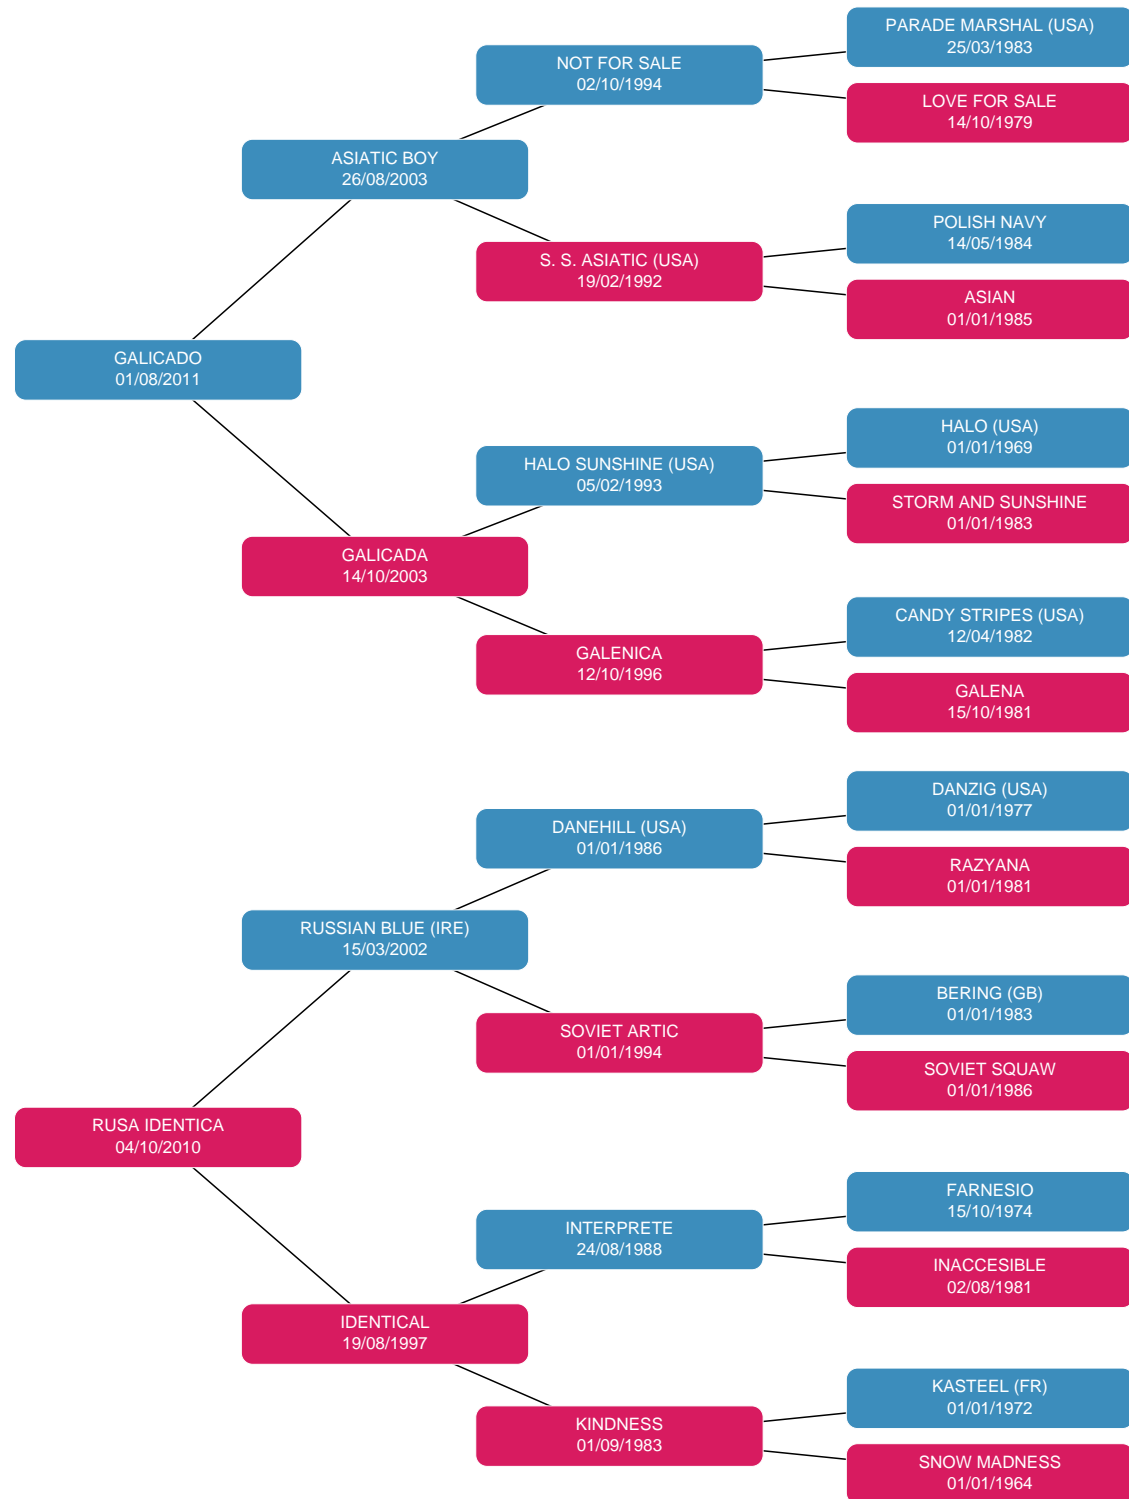 PARADE MARSHAL (USA)
25/03/1983
NOT FOR SALE
02/10/1994
LOVE FOR SALE
14/10/1979
ASIATIC BOY
26/08/2003
POLISH NAVY
14/05/1984
S. S. ASIATIC (USA)
19/02/1992
ASIAN
01/01/1985
GALICADO
01/08/2011
HALO (USA)
01/01/1969
HALO SUNSHINE (USA)
05/02/1993
STORM AND SUNSHINE
01/01/1983
GALICADA
14/10/2003
CANDY STRIPES (USA)
12/04/1982
GALENICA
12/10/1996
GALENA
15/10/1981
DANZIG (USA)
01/01/1977
DANEHILL (USA)
01/01/1986
RAZYANA
01/01/1981
RUSSIAN BLUE (IRE)
15/03/2002
BERING (GB)
01/01/1983
SOVIET ARTIC
01/01/1994
SOVIET SQUAW
01/01/1986
RUSA IDENTICA
04/10/2010
FARNESIO
15/10/1974
INTERPRETE
24/08/1988
INACCESIBLE
02/08/1981
IDENTICAL
19/08/1997
KASTEEL (FR)
01/01/1972
KINDNESS
01/09/1983
SNOW MADNESS
01/01/1964